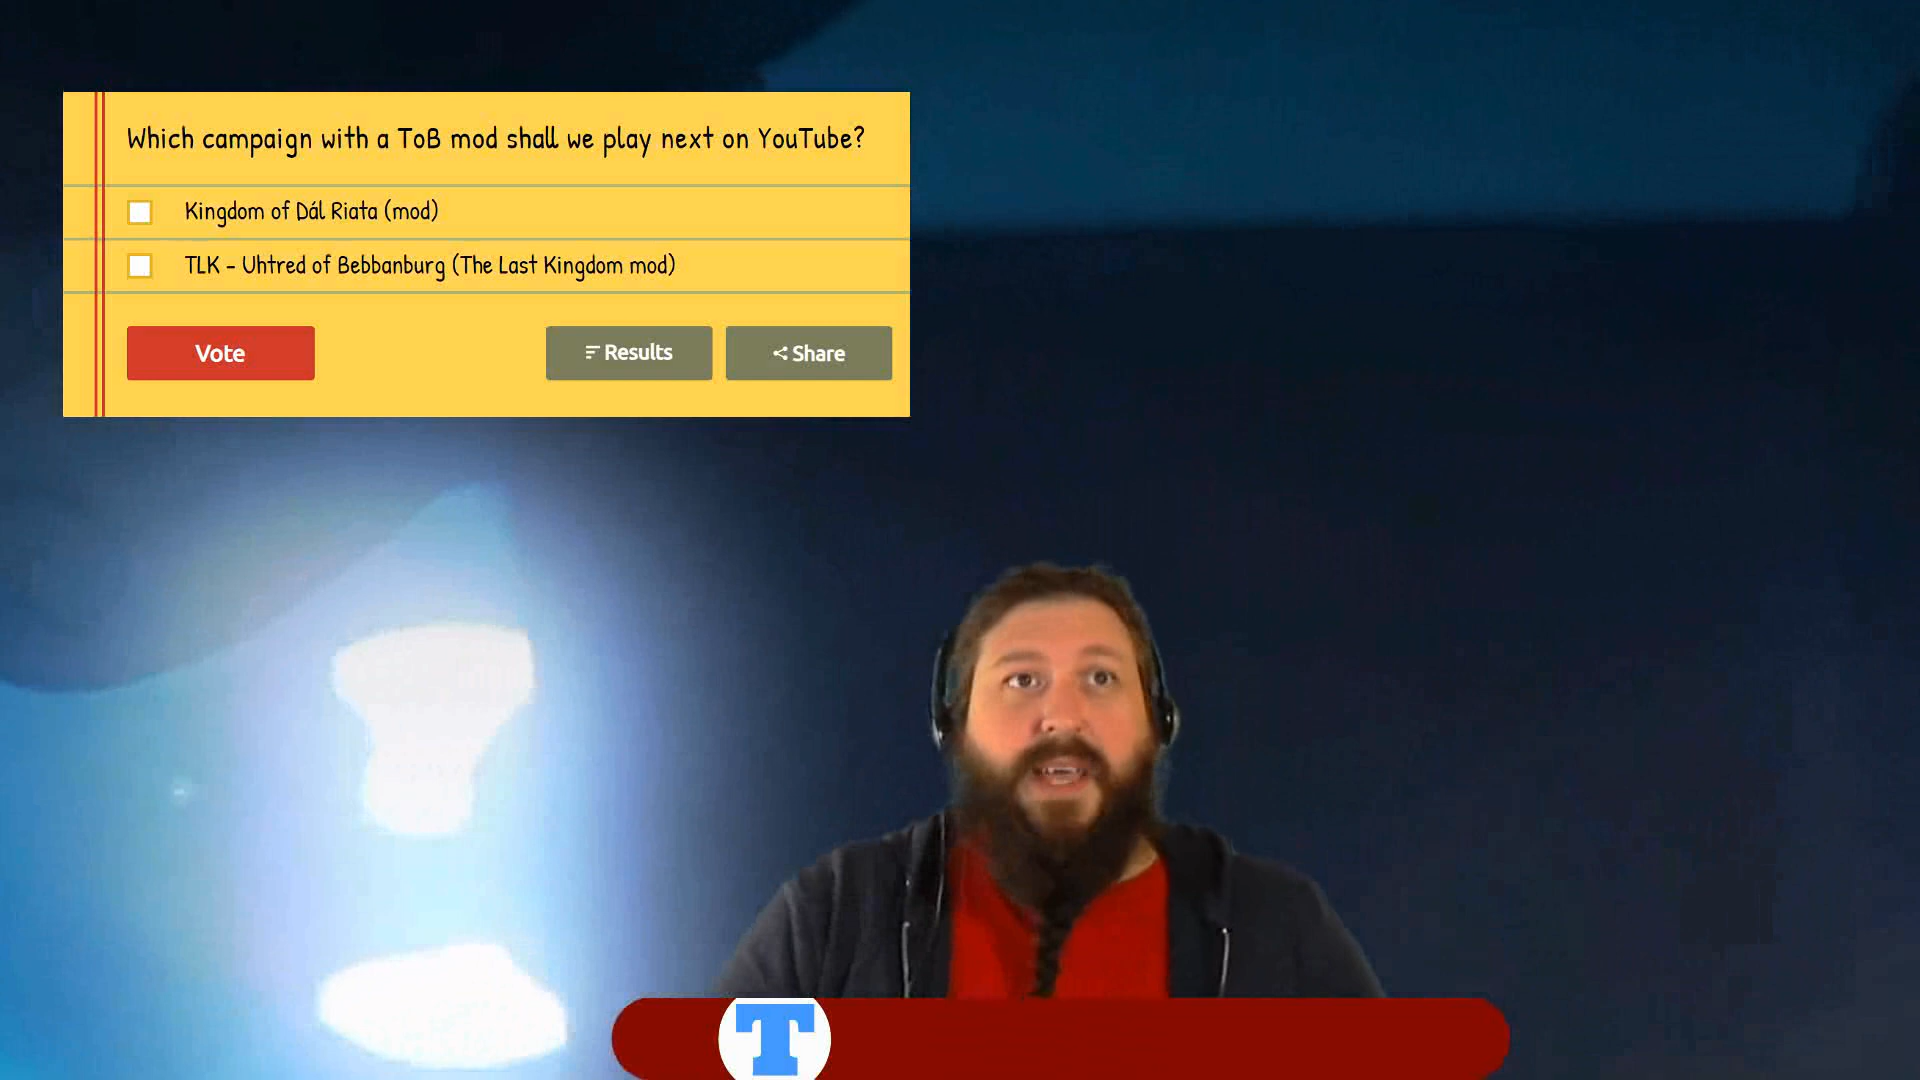 Which campaign with a ToB mod shall we play next on YouTube?
Kingdom of Dál Riata (mod)
TLK - Uhtred of Bebbanburg (The Last Kingdom mod)
Vote
Results
Share
T